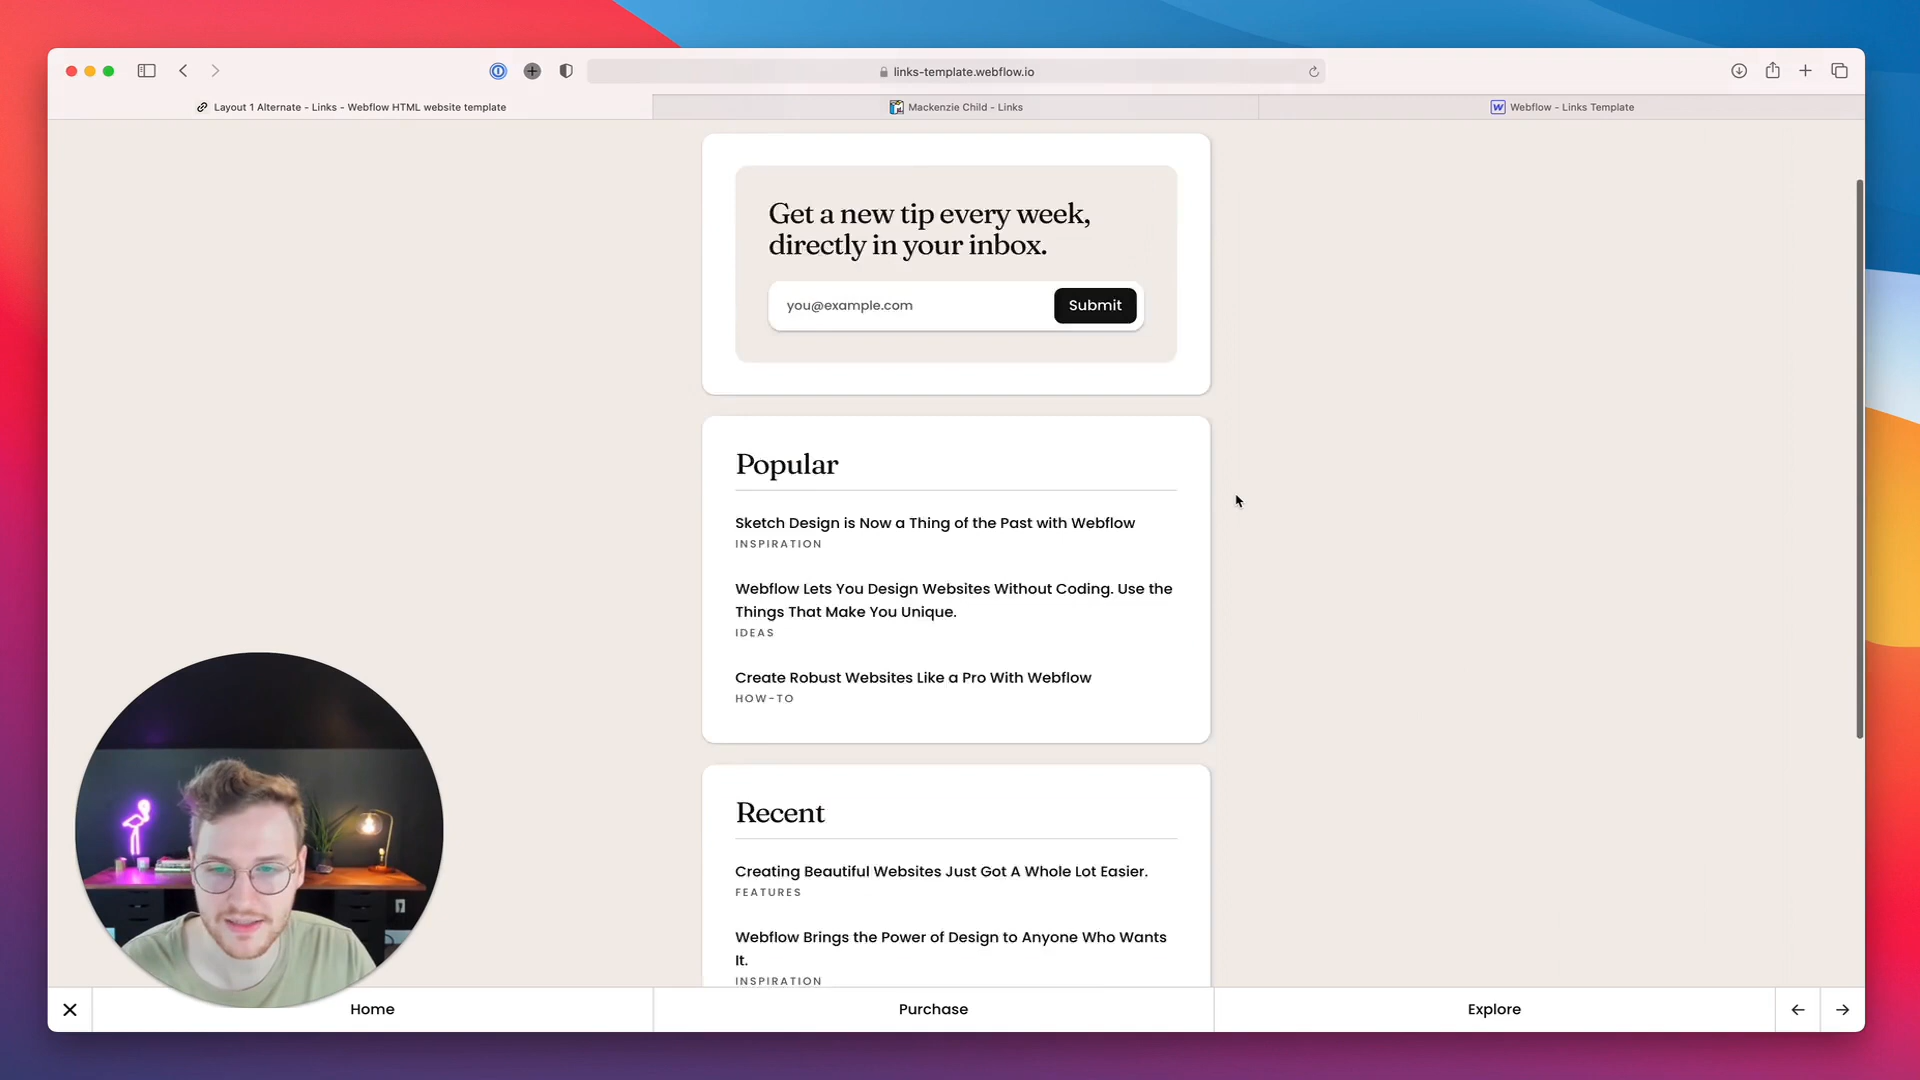 links-template.webflow.io
Layout 1 Alternate - Links - Webflow HTML website template
Mackenzie Child - Links
Webflow - Links Template
Get a new tip every week,
directly in your inbox.
you@example.com
Submit
Popular
Sketch Design is Now a Thing of the Past with Webflow
INSPIRATION
Webflow Lets You Design Websites Without Coding. Use the
Things That Make You Unique.
IDEAS
Create Robust Websites Like a Pro With Webflow
HOW-TO
Recent
Creating Beautiful Websites Just Got A Whole Lot Easier.
FEATURES
Webflow Brings the Power of Design to Anyone Who Wants
It.
INSPIRATION
Home
Purchase
Explore